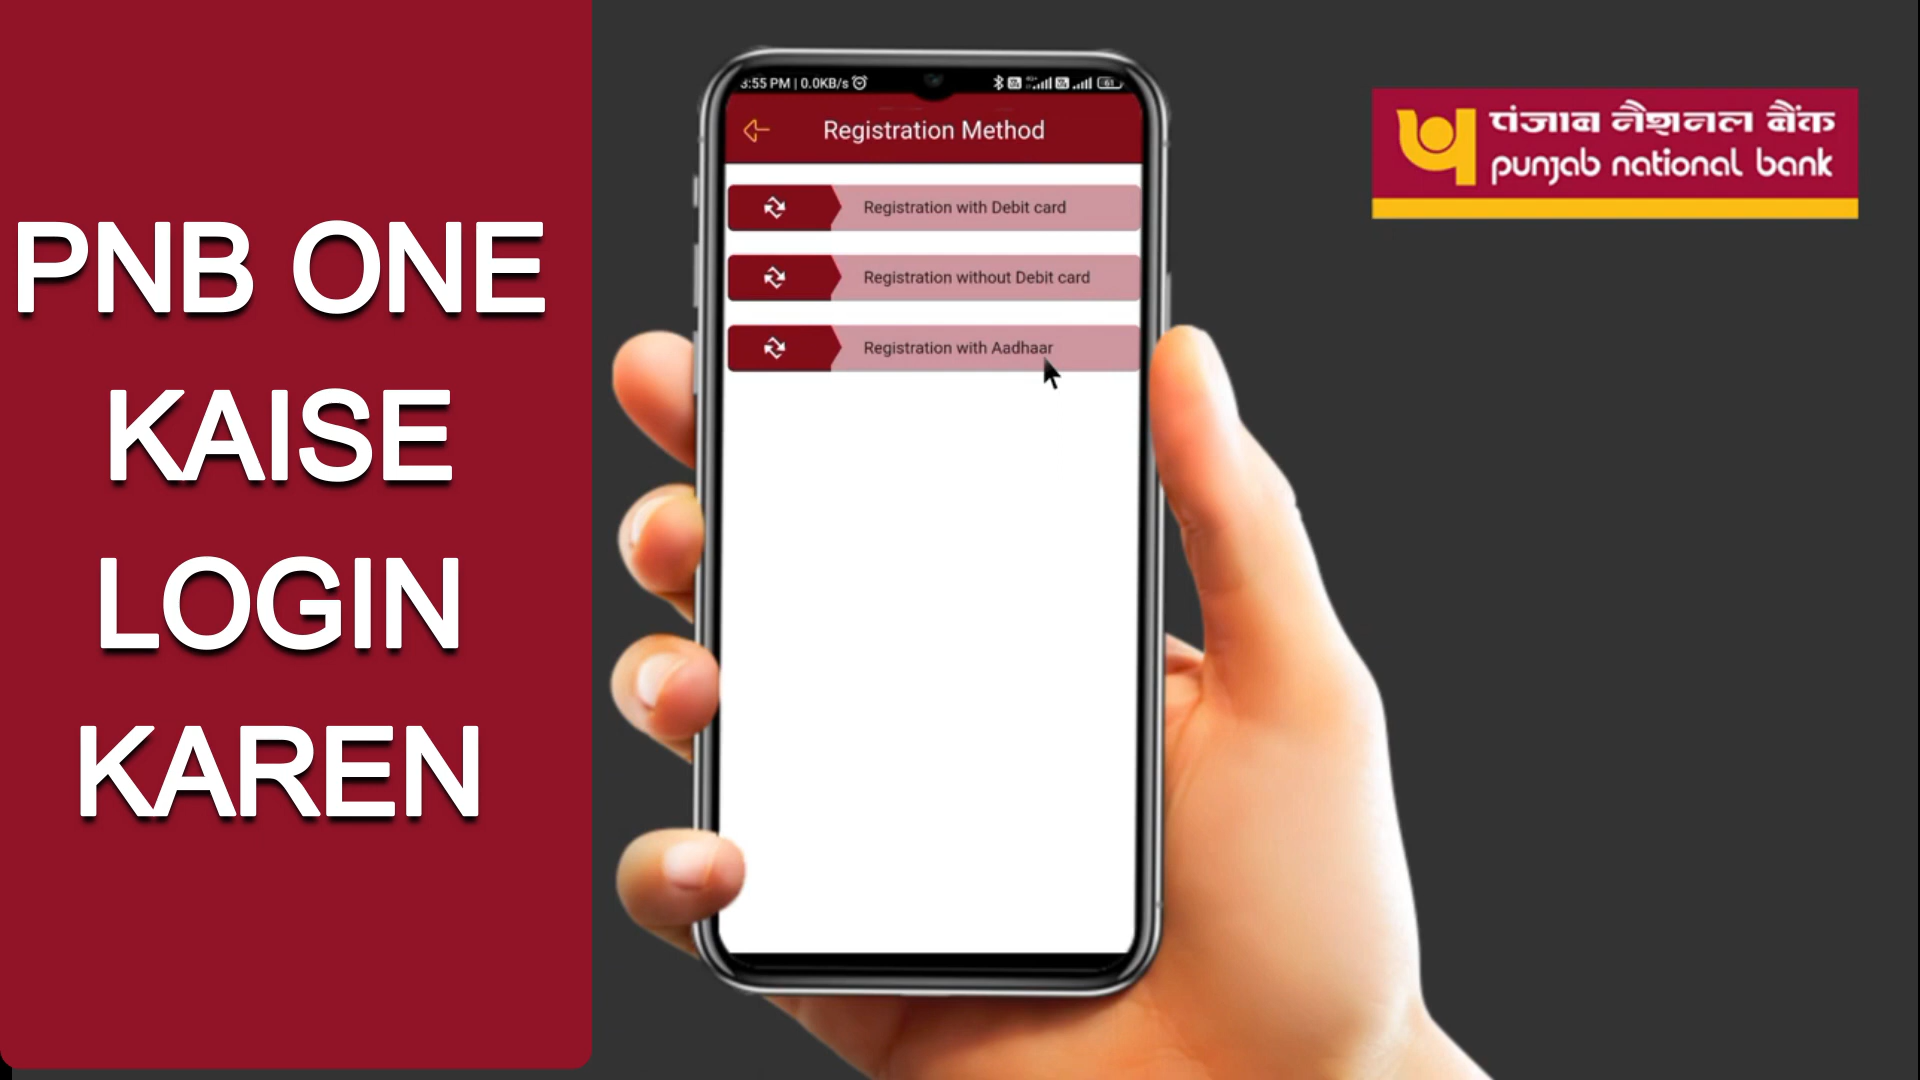 PNB ONE
KAISE
LOGIN
KAREN
3:55 PM | 0.0KB/s
61
Registration Method
Registration with Debit card
Registration without Debit card
Registration with Aadhaar
पंजाब नैशनल बैंक
punjab national bank